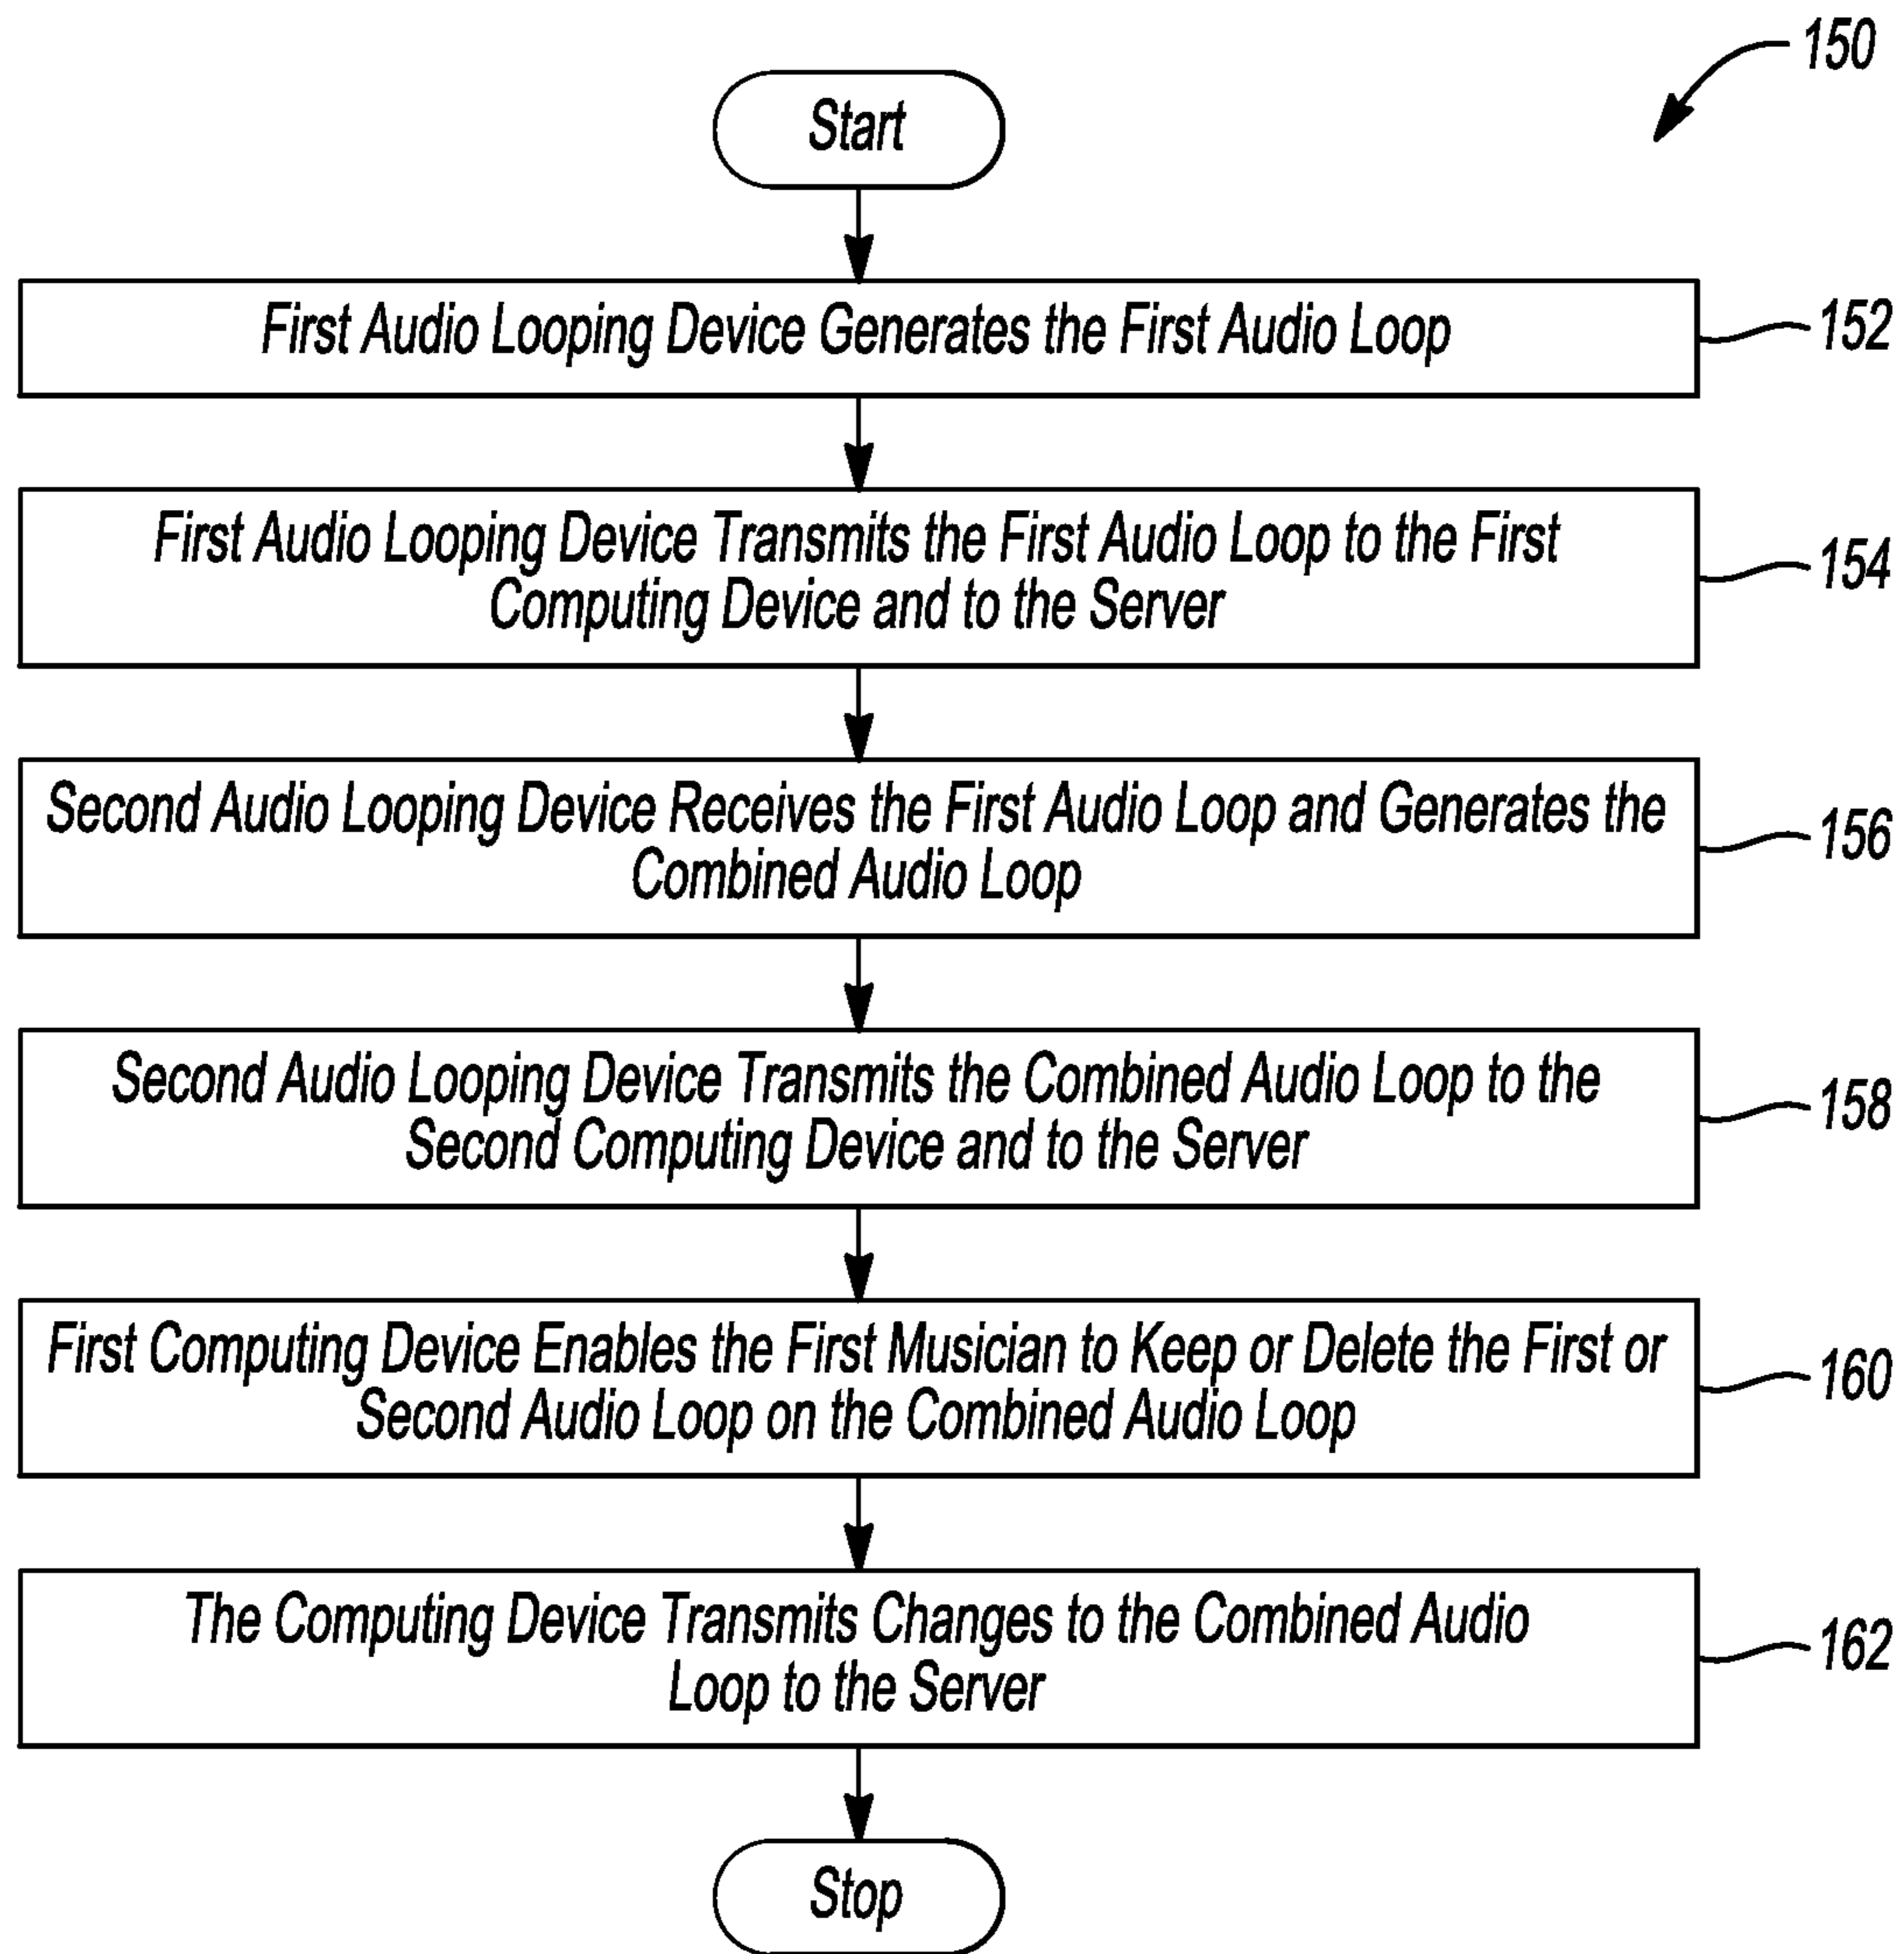 150
Start
First Audio Looping Device Generates the First Audio Loop
152
First Audio Looping Device Transmits the First Audio Loop to the First
Computing Device and to the Server
154
Second Audio Looping Device Receives the First Audio Loop and Generates the
Combined Audio Loop
156
Second Audio Looping Device Transmits the Combined Audio Loop to the
Second Computing Device and to the Server
158
First Computing Device Enables the First Musician to Keep or Delete the First or
Second Audio Loop on the Combined Audio Loop
160
The Computing Device Transmits Changes to the Combined Audio
Loop to the Server
162
Stop